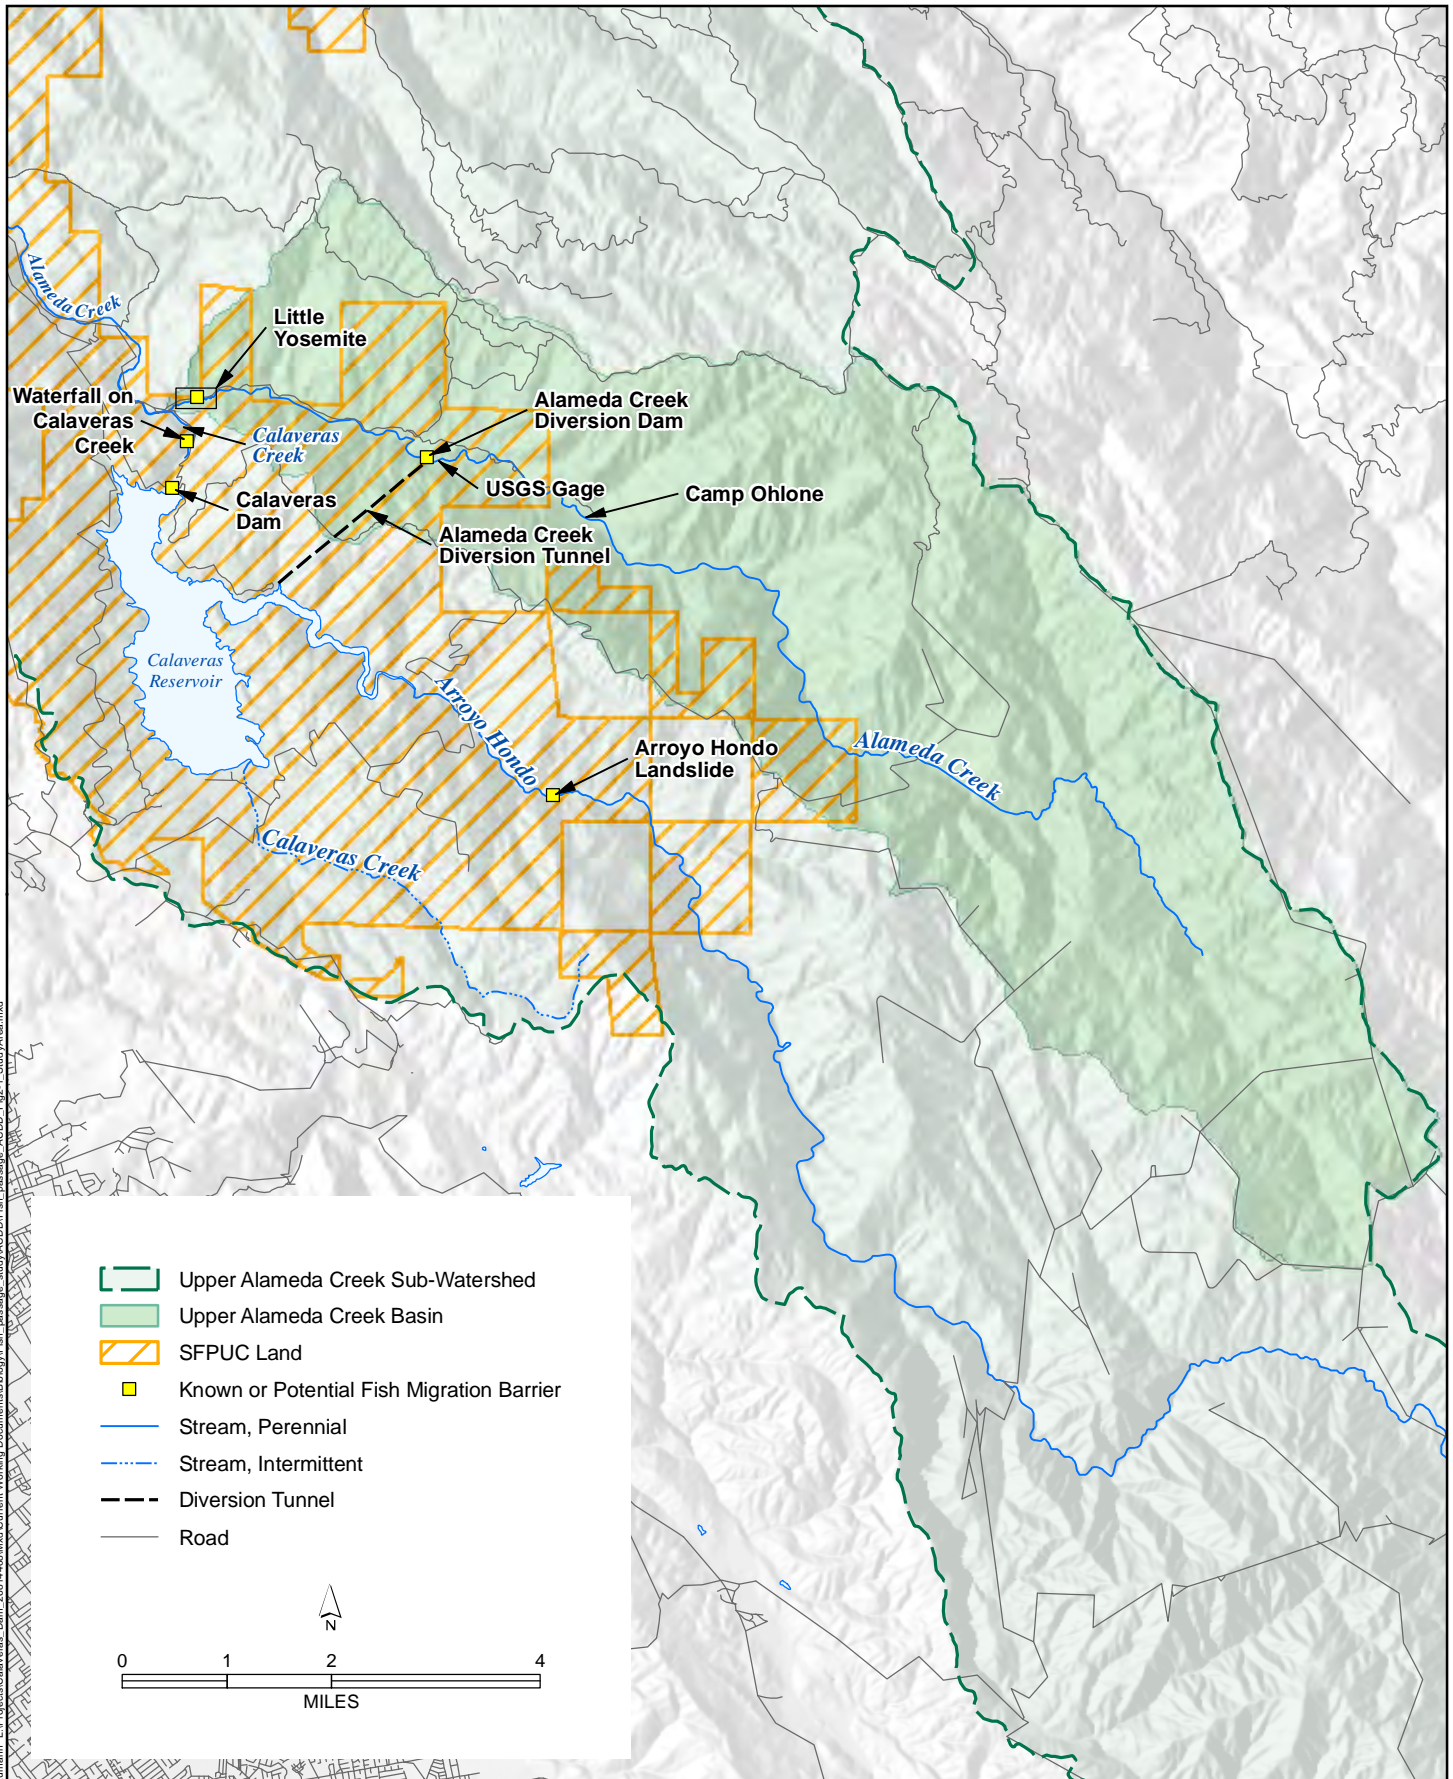 Alameda Creek
Little
Yosemite
Waterfall on
Calaveras
Creek
Calaveras
Creek
Alameda Creek
Diversion Dam
USGS Gage
Camp Ohlone
Calaveras
Dam
Alameda Creek
Diversion Tunnel
Calaveras
Reservoir
Arroyo Hondo
Arroyo Hondo
Landslide
Alameda Creek
Calaveras Creek
Upper Alameda Creek Sub-Watershed
Upper Alameda Creek Basin
SFPUC Land
Known or Potential Fish Migration Barrier
Stream, Perennial
Stream, Intermittent
Diversion Tunnel
Road
N
0 1 2 4
MILES